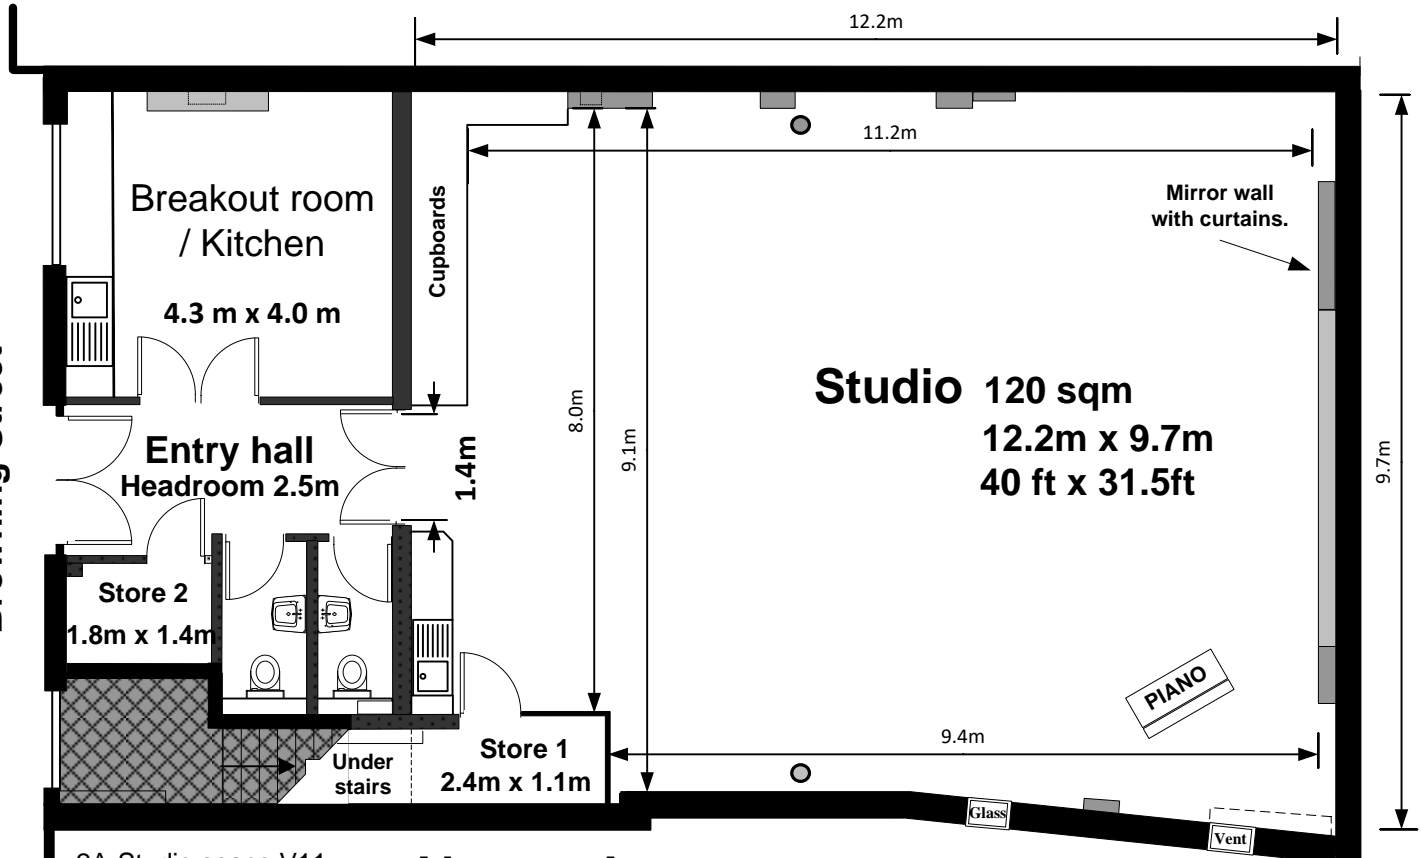 12.2m
11.2m
Breakout room
/ Kitchen
4.3 m x 4.0 m
Cupboards
Mirror wall
with curtains.
Studio 120 sqm
12.2m x 9.7m
40 ft x 31.5ft
8.0m
9.1m
9.7m
Entry hall
Headroom 2.5m
1.4m
Store 2
1.8m x 1.4m
PIANO
9.4m
Store 1
2.4m x 1.1m
Under
stairs
Glass
Vent